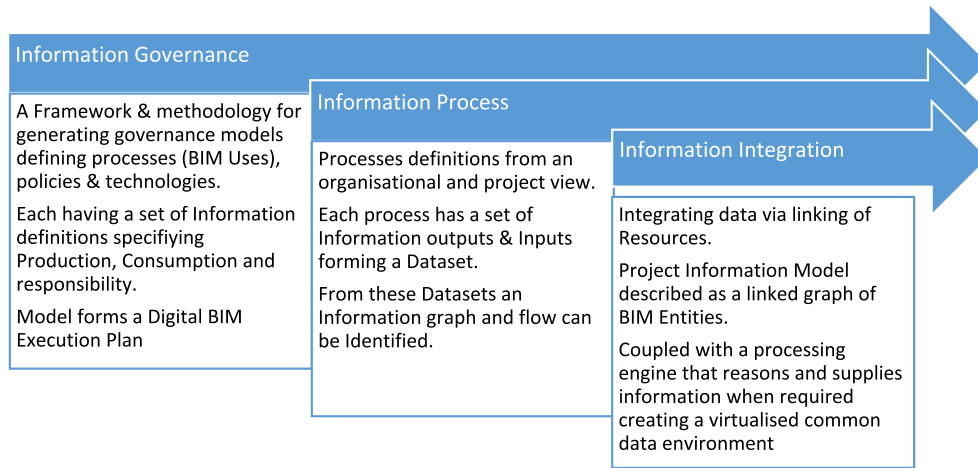 Information Governance
A Framework & methodology for
generating governance models
defining processes (BIM Uses),
policies & technologies.
Each having a set of Information
definitions specifiying
Production, Consumption and
responsibility.
Model forms a Digital BIM
Execution Plan
Information Process
Processes definitions from an
organisational and project view.
Each process has a set of
Information outputs & Inputs
forming a Dataset.
From these Datasets an
Information graph and flow can
be Identified.
Information Integration
Integrating data via linking of
Resources.
Project Information Model
described as a linked graph of
BIM Entities.
Coupled with a processing
engine that reasons and supplies
information when required
creating a virtualised common
data environment